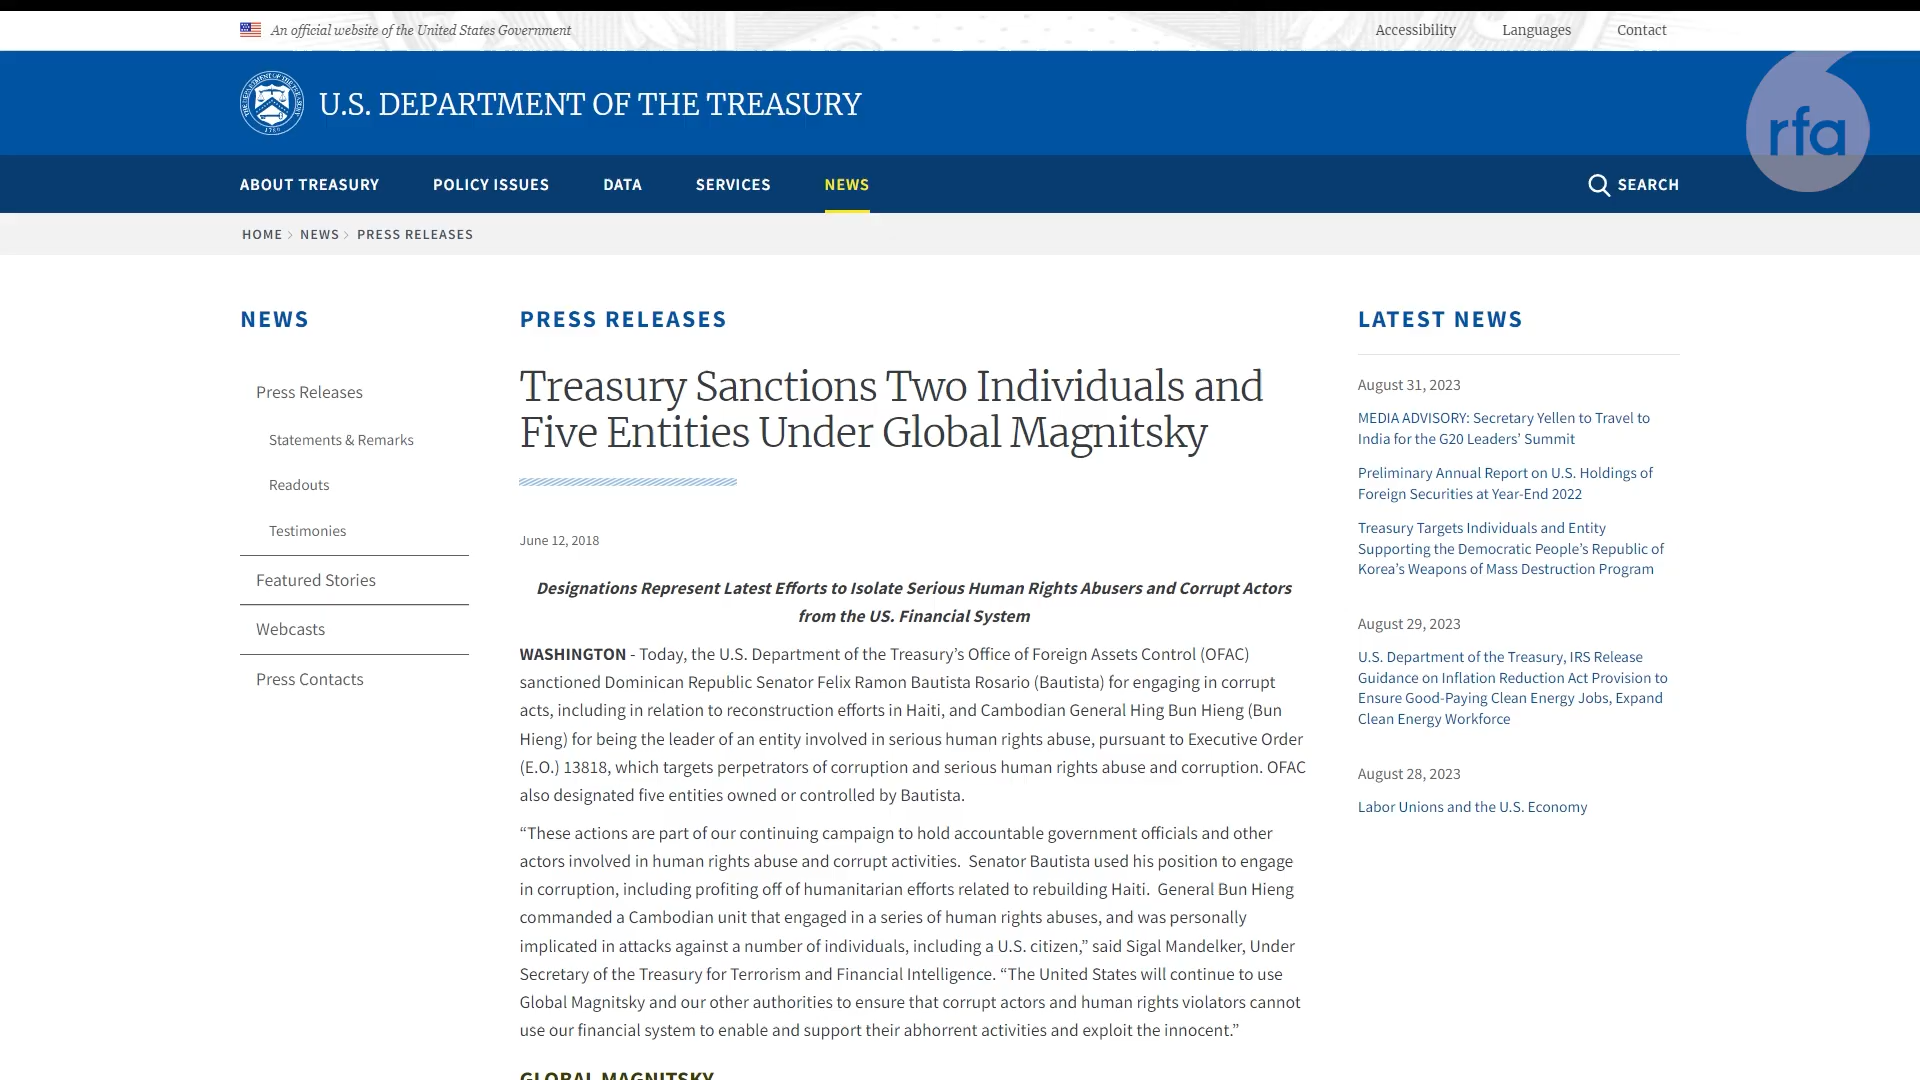 An official website of the United States Government
Accessibility
Languages
Contact
U.S. DEPARTMENT OF THE TREASURY
rfa
ABOUT TREASURY
POLICY ISSUES
DATA
SERVICES
NEWS
SEARCH
HOME > NEWS > PRESS RELEASES
NEWS
Press Releases
Statements & Remarks
Readouts
Testimonies
Featured Stories
Webcasts
Press Contacts
PRESS RELEASES
Treasury Sanctions Two Individuals and
Five Entities Under Global Magnitsky
June 12, 2018
Designations Represent Latest Efforts to Isolate Serious Human Rights Abusers and Corrupt Actors
from the US. Financial System
WASHINGTON - Today, the U.S. Department of the Treasury’s Office of Foreign Assets Control (OFAC)
sanctioned Dominican Republic Senator Felix Ramon Bautista Rosario (Bautista) for engaging in corrupt
acts, including in relation to reconstruction efforts in Haiti, and Cambodian General Hing Bun Hieng (Bun
Hieng) for being the leader of an entity involved in serious human rights abuse, pursuant to Executive Order
(E.O.) 13818, which targets perpetrators of corruption and serious human rights abuse and corruption. OFAC
also designated five entities owned or controlled by Bautista.
“These actions are part of our continuing campaign to hold accountable government officials and other
actors involved in human rights abuse and corrupt activities.  Senator Bautista used his position to engage
in corruption, including profiting off of humanitarian efforts related to rebuilding Haiti.  General Bun Hieng
commanded a Cambodian unit that engaged in a series of human rights abuses, and was personally
implicated in attacks against a number of individuals, including a U.S. citizen,” said Sigal Mandelker, Under
Secretary of the Treasury for Terrorism and Financial Intelligence. “The United States will continue to use
Global Magnitsky and our other authorities to ensure that corrupt actors and human rights violators cannot
use our financial system to enable and support their abhorrent activities and exploit the innocent.”
GLOBAL MAGNITSKY
LATEST NEWS
August 31, 2023
MEDIA ADVISORY: Secretary Yellen to Travel to
India for the G20 Leaders’ Summit
Preliminary Annual Report on U.S. Holdings of
Foreign Securities at Year-End 2022
Treasury Targets Individuals and Entity
Supporting the Democratic People’s Republic of
Korea’s Weapons of Mass Destruction Program
August 29, 2023
U.S. Department of the Treasury, IRS Release
Guidance on Inflation Reduction Act Provision to
Ensure Good-Paying Clean Energy Jobs, Expand
Clean Energy Workforce
August 28, 2023
Labor Unions and the U.S. Economy